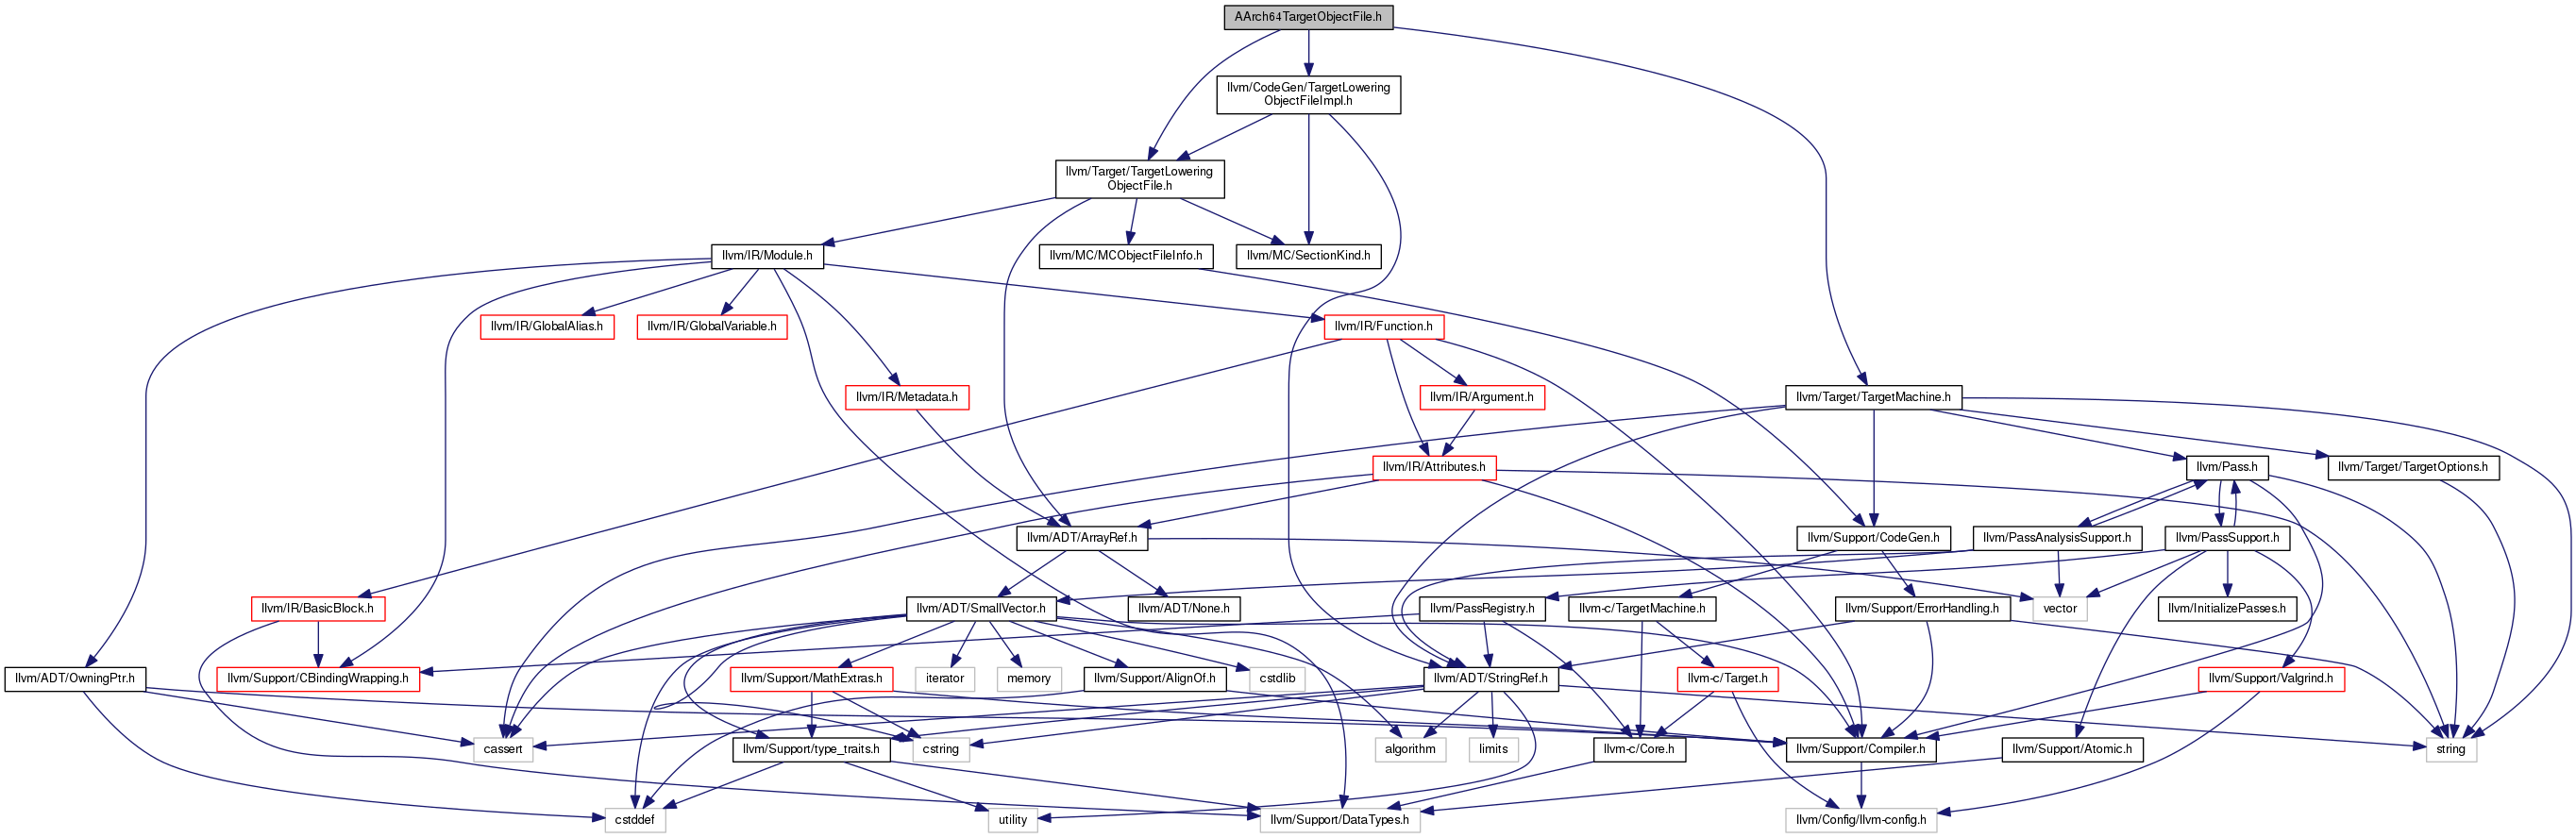 AArch64TargetObjectFile.h
llvm/CodeGen/TargetLowering
ObjectFileImpl.h
llvm/Target/TargetLowering
ObjectFile.h
llvm/IR/Module.h
llvm/MC/MCObjectFileInfo.h
llvm/MC/SectionKind.h
llvm/IR/GlobalAlias.h
llvm/IR/GlobalVariable.h
llvm/IR/Function.h
llvm/IR/Metadata.h
llvm/IR/Argument.h
llvm/Target/TargetMachine.h
llvm/IR/Attributes.h
llvm/Pass.h
llvm/Target/TargetOptions.h
llvm/ADT/ArrayRef.h
llvm/Support/CodeGen.h
llvm/PassAnalysisSupport.h
llvm/PassSupport.h
llvm/IR/BasicBlock.h
llvm/ADT/SmallVector.h
llvm/ADT/None.h
llvm/PassRegistry.h
llvm-c/TargetMachine.h
llvm/Support/ErrorHandling.h
vector
llvm/InitializePasses.h
llvm/ADT/OwningPtr.h
llvm/Support/CBindingWrapping.h
llvm/Support/MathExtras.h
iterator
memory
llvm/Support/AlignOf.h
cstdlib
llvm/ADT/StringRef.h
llvm-c/Target.h
llvm/Support/Valgrind.h
cassert
llvm/Support/type_traits.h
cstring
algorithm
limits
llvm-c/Core.h
llvm/Support/Compiler.h
llvm/Support/Atomic.h
string
cstddef
utility
llvm/Support/DataTypes.h
llvm/Config/llvm-config.h